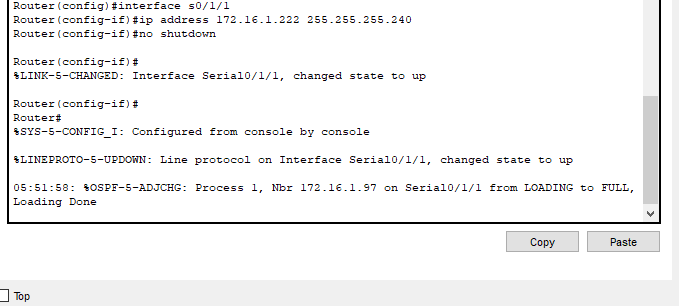 Router(config)#interface s0/1/1
Router(config-if)#ip address 172.16.1.222 255.255.255.240
Router(config-if)#no shutdown
Router(config-if)#
%LINK-5-CHANGED: Interface Serial0/1/1, changed state to up
Router(config-if)#
Router#
%SYS-5-CONFIG_I: Configured from console by console
%LINEPROTO-5-UPDOWN: Line protocol on Interface Serial0/1/1, changed state to up
05:51:58: %OSPF-5-ADJCHG: Process 1, Nbr 172.16.1.97 on Serial0/1/1 from LOADING to FULL,
Loading Done
Copy Paste
Top